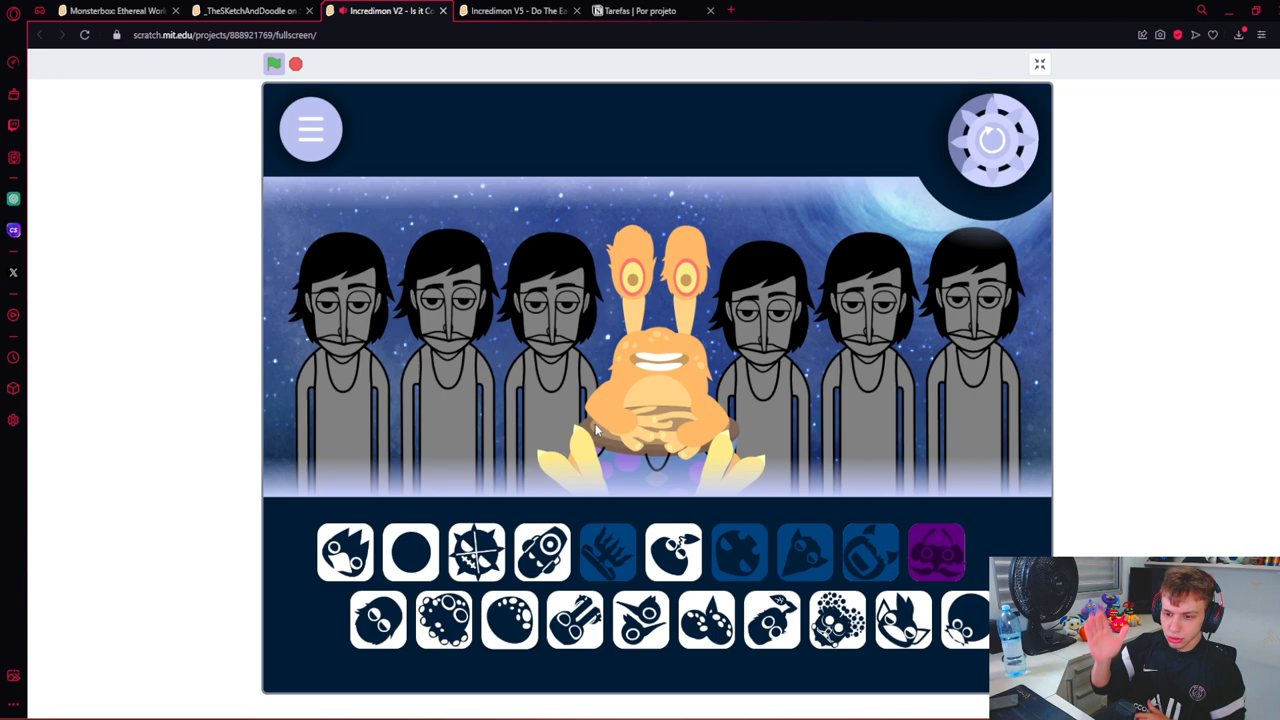 Monsterbox: Ethereal Work
_TheSKetchAndDoodle on
Incredimon V2 - Is it Co
Incredimon V5 - Do The Ea
Tarefas | Por projeto
scratch.mit.edu/projects/888921769/fullscreen/